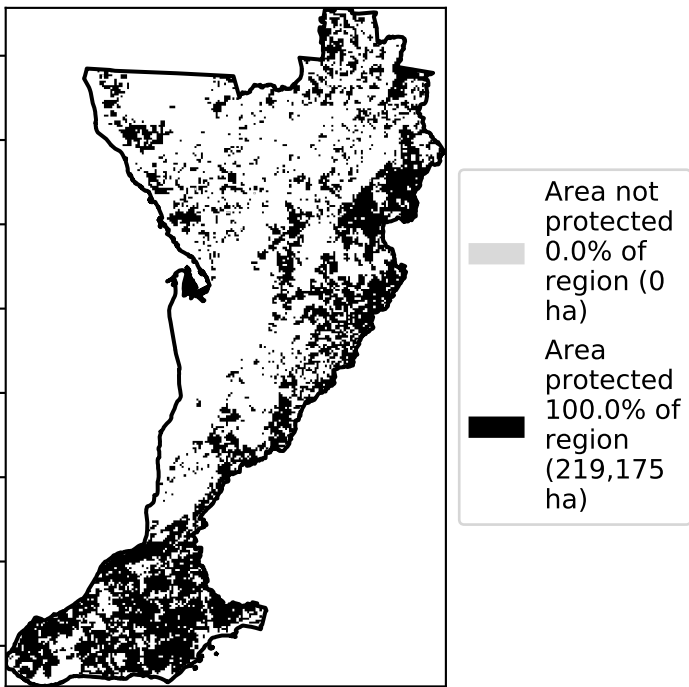 Area not
protected
0.0% of
region (0
ha)
Area
protected
100.0% of
region
(219,175
ha)